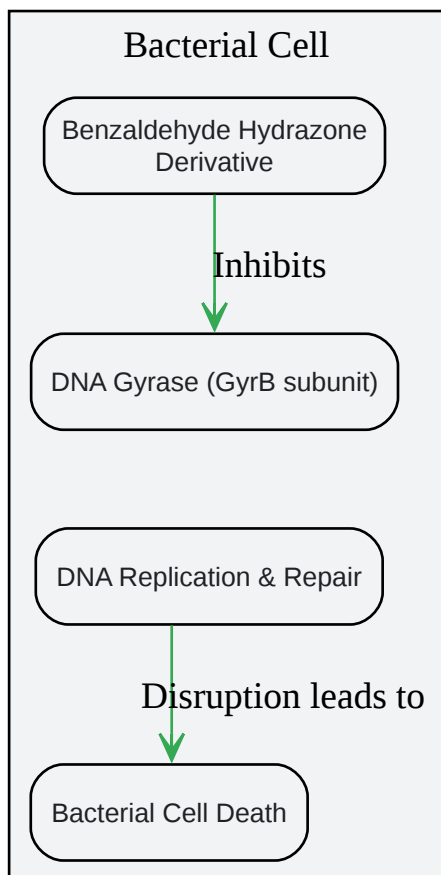 Bacterial Cell
Benzaldehyde Hydrazone
Derivative
Inhibits
DNA Gyrase (GyrB subunit)
DNA Replication & Repair
Disruption leads to
Bacterial Cell Death